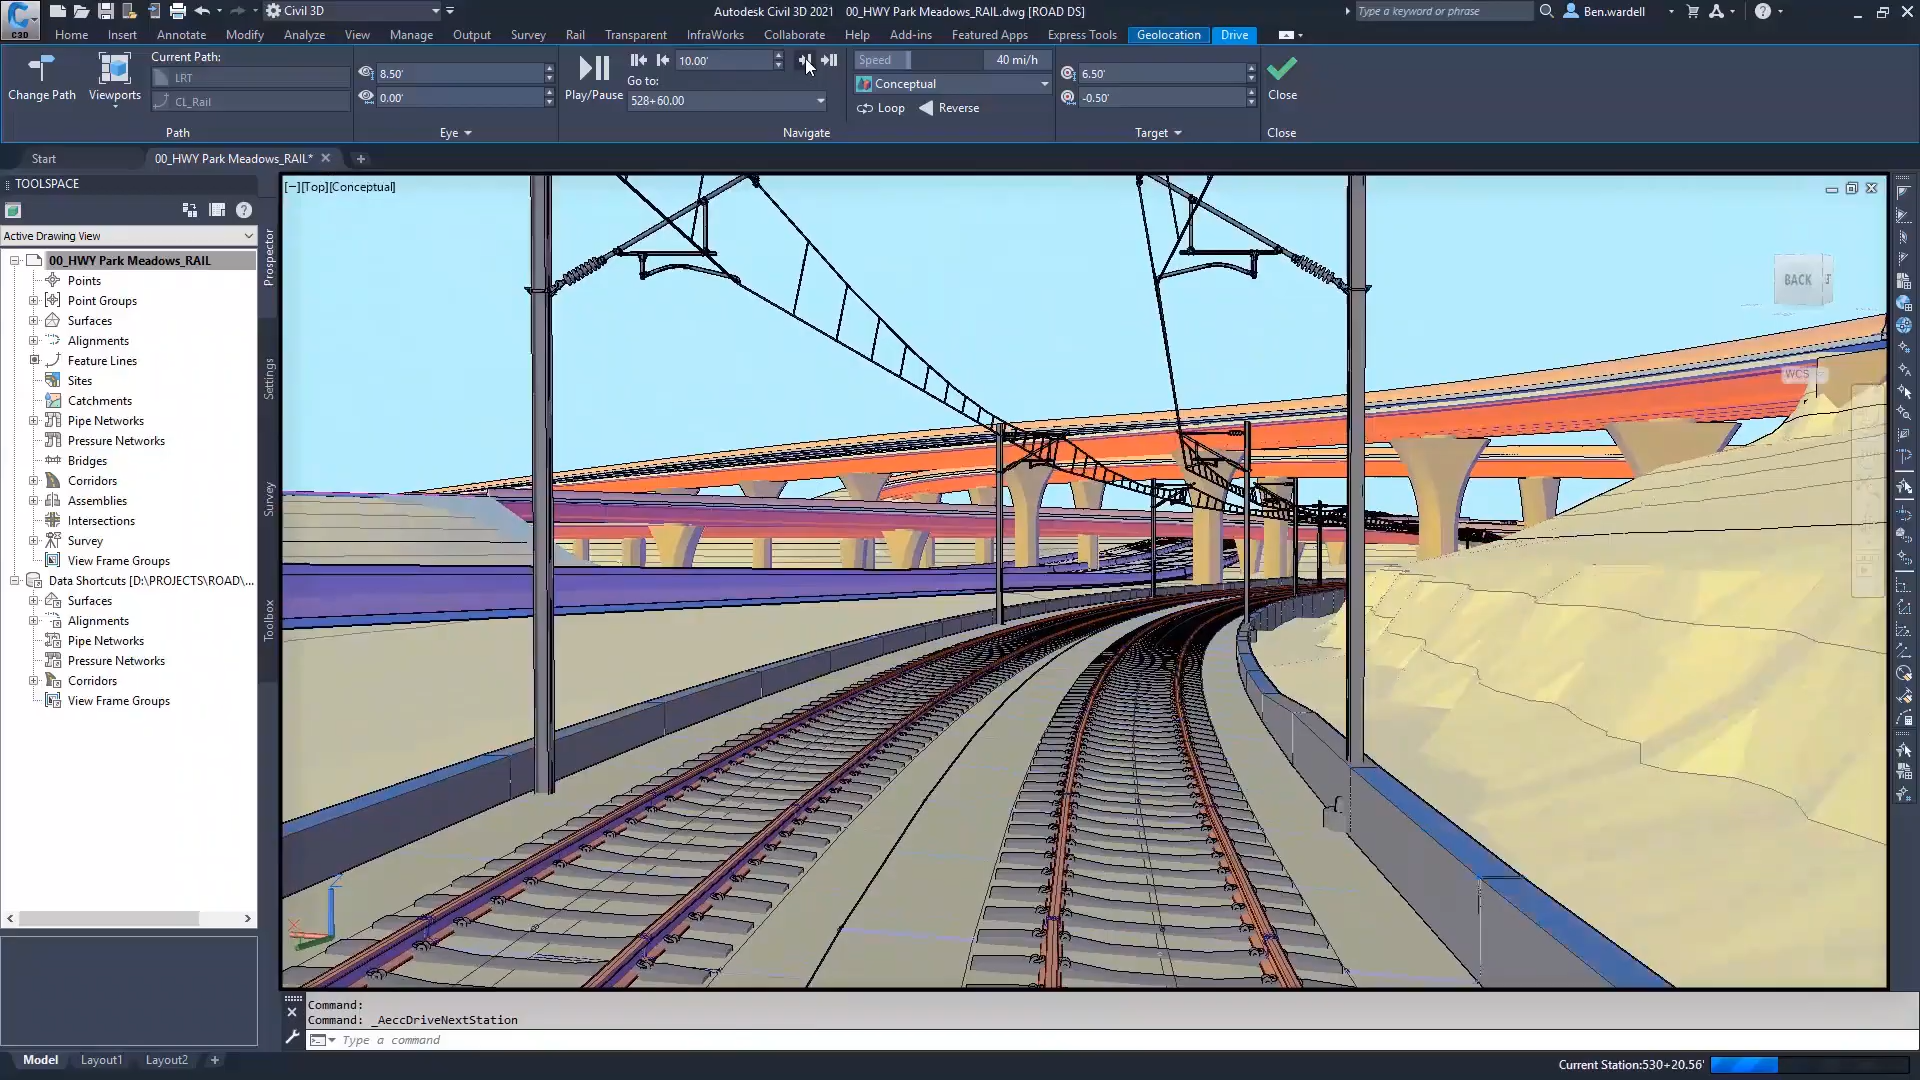 Civil 3D
Autodesk Civil 3D 2021 00_HWY Park Meadows_RAIL.dwg [ROAD DS]
Type a keyword or phrase
Ben.wardell
C3D
Home Insert Annotate Modify Analyze View Manage Output Survey Rail Transparent InfraWorks Collaborate Help Add-ins Featured Apps Express Tools Geolocation Drive
Change Path
Viewports
Current Path:
LRT
CL_Rail
Path
8.50'
0.00'
Eye
Play/Pause
10.00'
Go to:
528+60.00
Speed 40 mi/h
Conceptual
Loop Reverse
Navigate
6.50'
-0.50'
Target
Close
Close
Start 00_HWY Park Meadows_RAIL*
TOOLSPACE
Active Drawing View
00_HWY Park Meadows_RAIL
Points
Point Groups
Surfaces
Alignments
Feature Lines
Sites
Catchments
Pipe Networks
Pressure Networks
Bridges
Corridors
Assemblies
Intersections
Survey
View Frame Groups
Data Shortcuts [D:\PROJECTS\ROAD\...
Surfaces
Alignments
Pipe Networks
Pressure Networks
Corridors
View Frame Groups
Prospector
Settings
Survey
Toolbox
[−][Top][Conceptual]
BACK
WCS
Command:
Command: _AeccDriveNextStation
Type a command
Model Layout1 Layout2
Current Station:530+20.56'